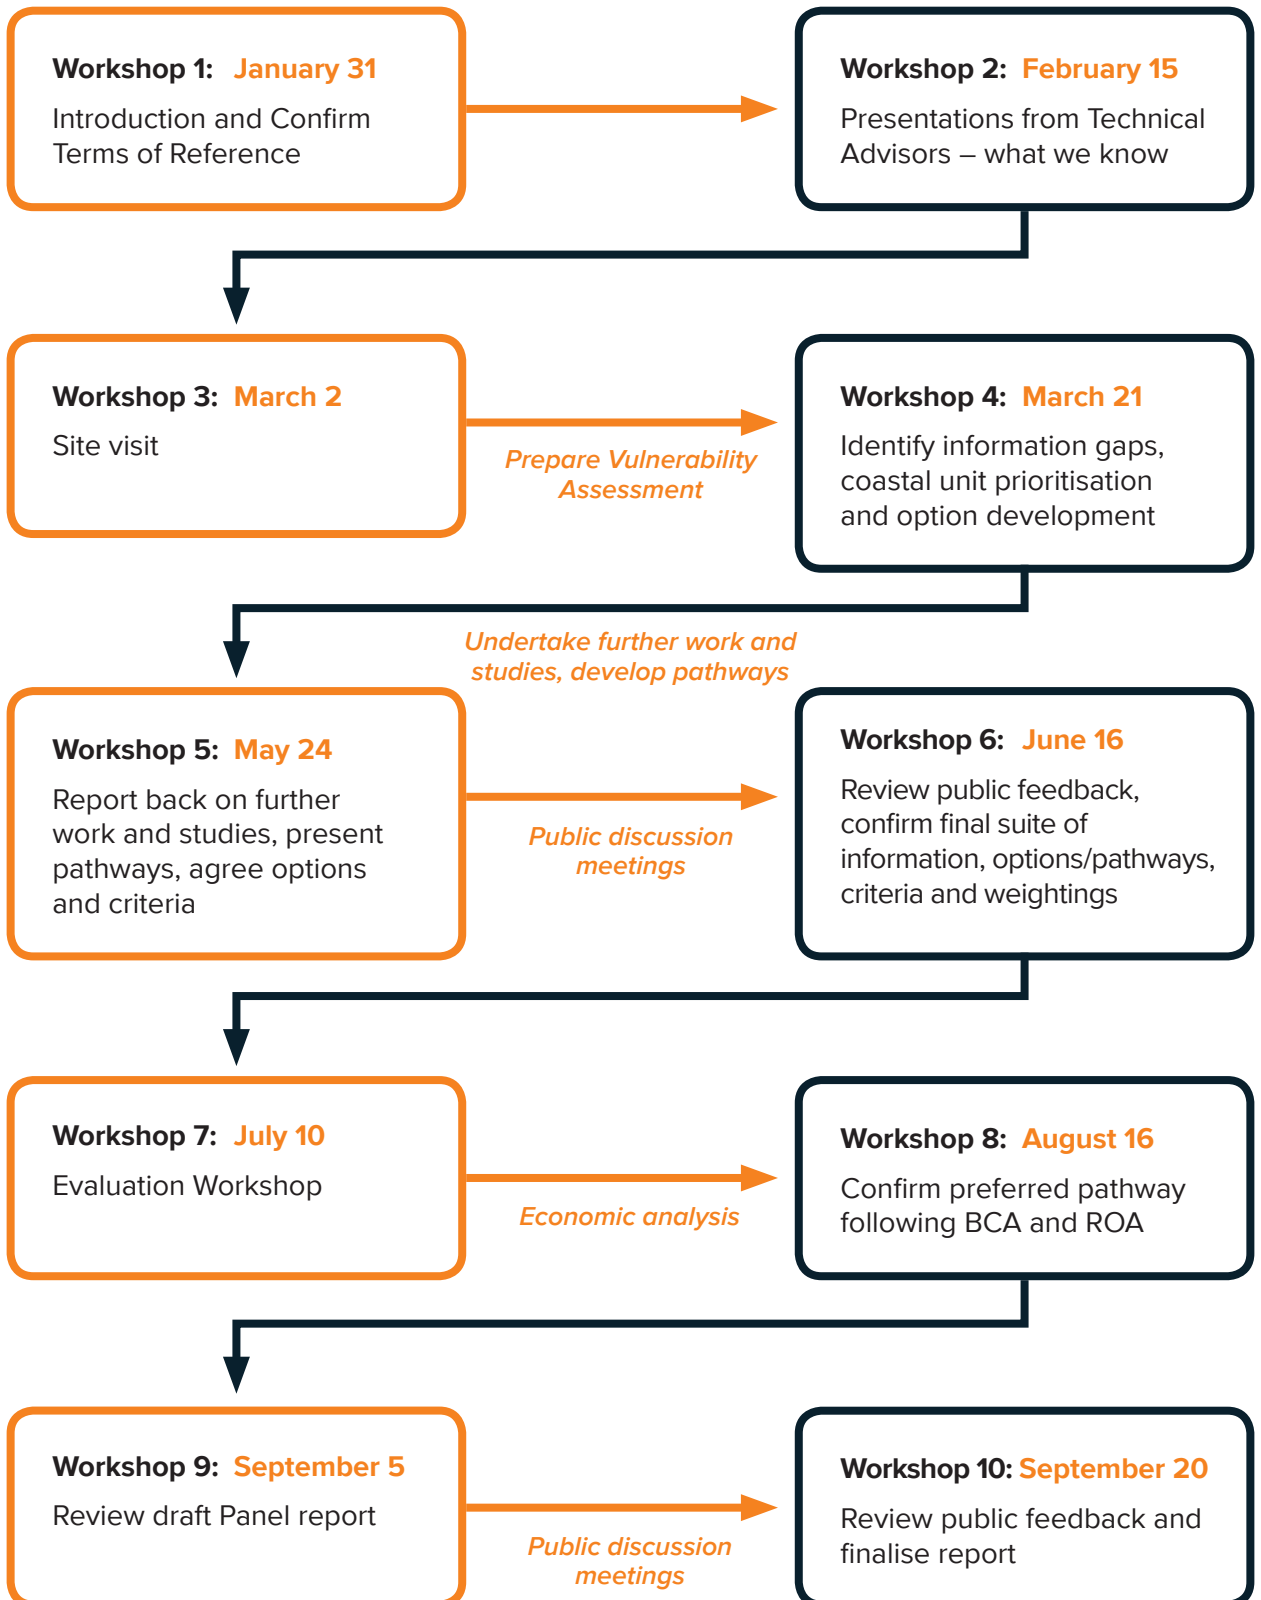 Workshop 1: January 31
Introduction and Confirm
Terms of Reference
Workshop 2: February 15
Presentations from Technical
Advisors – what we know
Workshop 3: March 2
Site visit
Prepare Vulnerability
Assessment
Workshop 4: March 21
Identify information gaps,
coastal unit prioritisation
and option development
Undertake further work and
studies, develop pathways
Workshop 5: May 24
Report back on further
work and studies, present
pathways, agree options
and criteria
Public discussion
meetings
Workshop 6: June 16
Review public feedback,
confirm final suite of
information, options/pathways,
criteria and weightings
Workshop 7: July 10
Evaluation Workshop
Economic analysis
Workshop 8: August 16
Confirm preferred pathway
following BCA and ROA
Workshop 9: September 5
Review draft Panel report
Public discussion
meetings
Workshop 10: September 20
Review public feedback and
finalise report